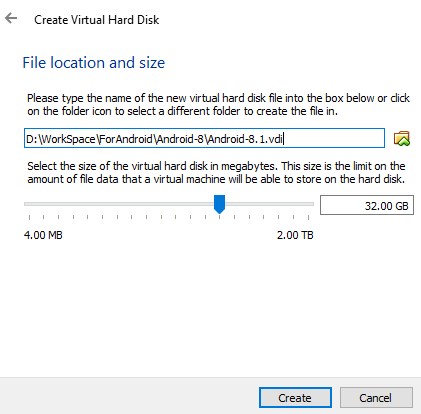 Create Virtual Hard Disk
File location and size
Please type the name of the new virtual hard disk file into the box below or click
on the folder icon to select a different folder to create the file in.
D:\WorkSpace\ForAndroid\Android-8\Android-8.1.vdi
Select the size of the virtual hard disk in megabytes. This size is the limit on the
amount of file data that a virtual machine will be able to store on the hard disk.
32.00 GB
4.00 MB 2.00 TB
Create Cancel